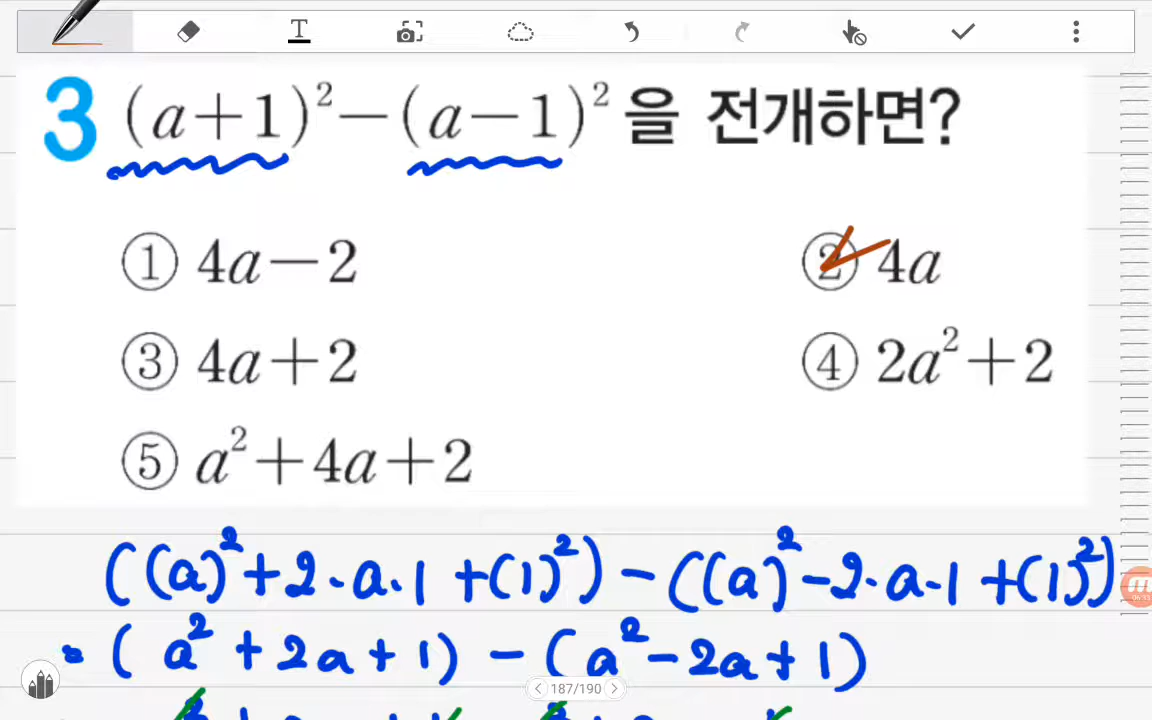 T
3 (a+1)² − (a−1)² 을 전개하면?
① 4a−2 ② 4a
③ 4a+2 ④ 2a²+2
⑤ a²+4a+2
((a)²+2·a·1+(1)²) − ((a)²−2·a·1+(1)²)
= (a²+2a+1) − (a²−2a+1)
187/190